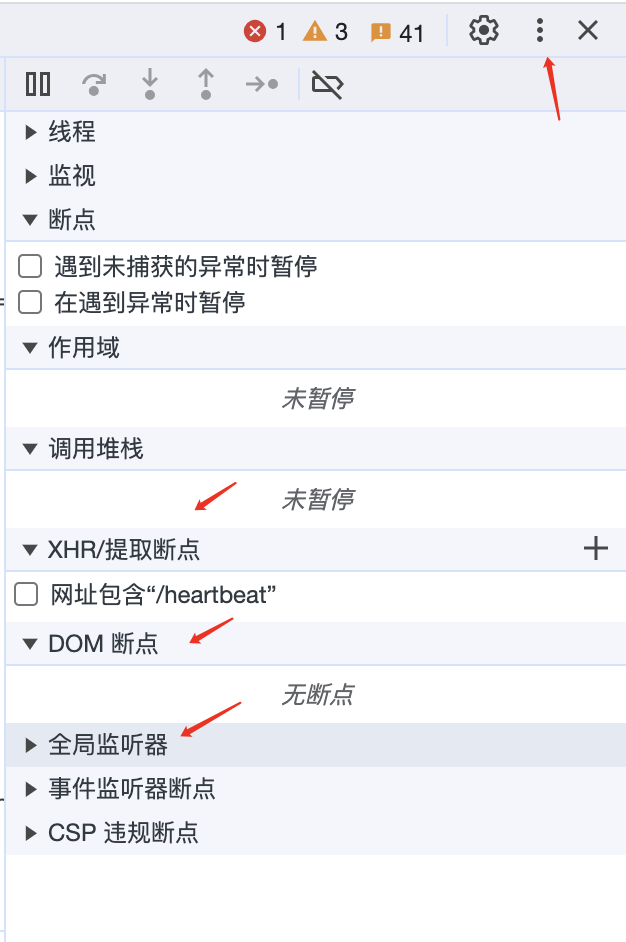 1 3 41
线程
监视
断点
遇到未捕获的异常时暂停
在遇到异常时暂停
作用域
未暂停
调用堆栈
未暂停
XHR/提取断点
网址包含“/heartbeat”
DOM 断点
无断点
全局监听器
事件监听器断点
CSP 违规断点